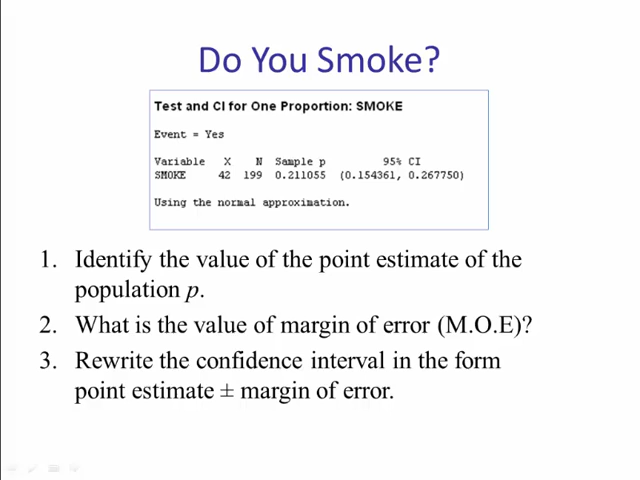 Do You Smoke?
Test and CI for One Proportion: SMOKE
Event = Yes
Variable X N Sample p 95% CI
SMOKE 42 199 0.211055 (0.154361, 0.267750)
Using the normal approximation.
1. Identify the value of the point estimate of the
population p.
2. What is the value of margin of error (M.O.E)?
3. Rewrite the confidence interval in the form
point estimate ± margin of error.